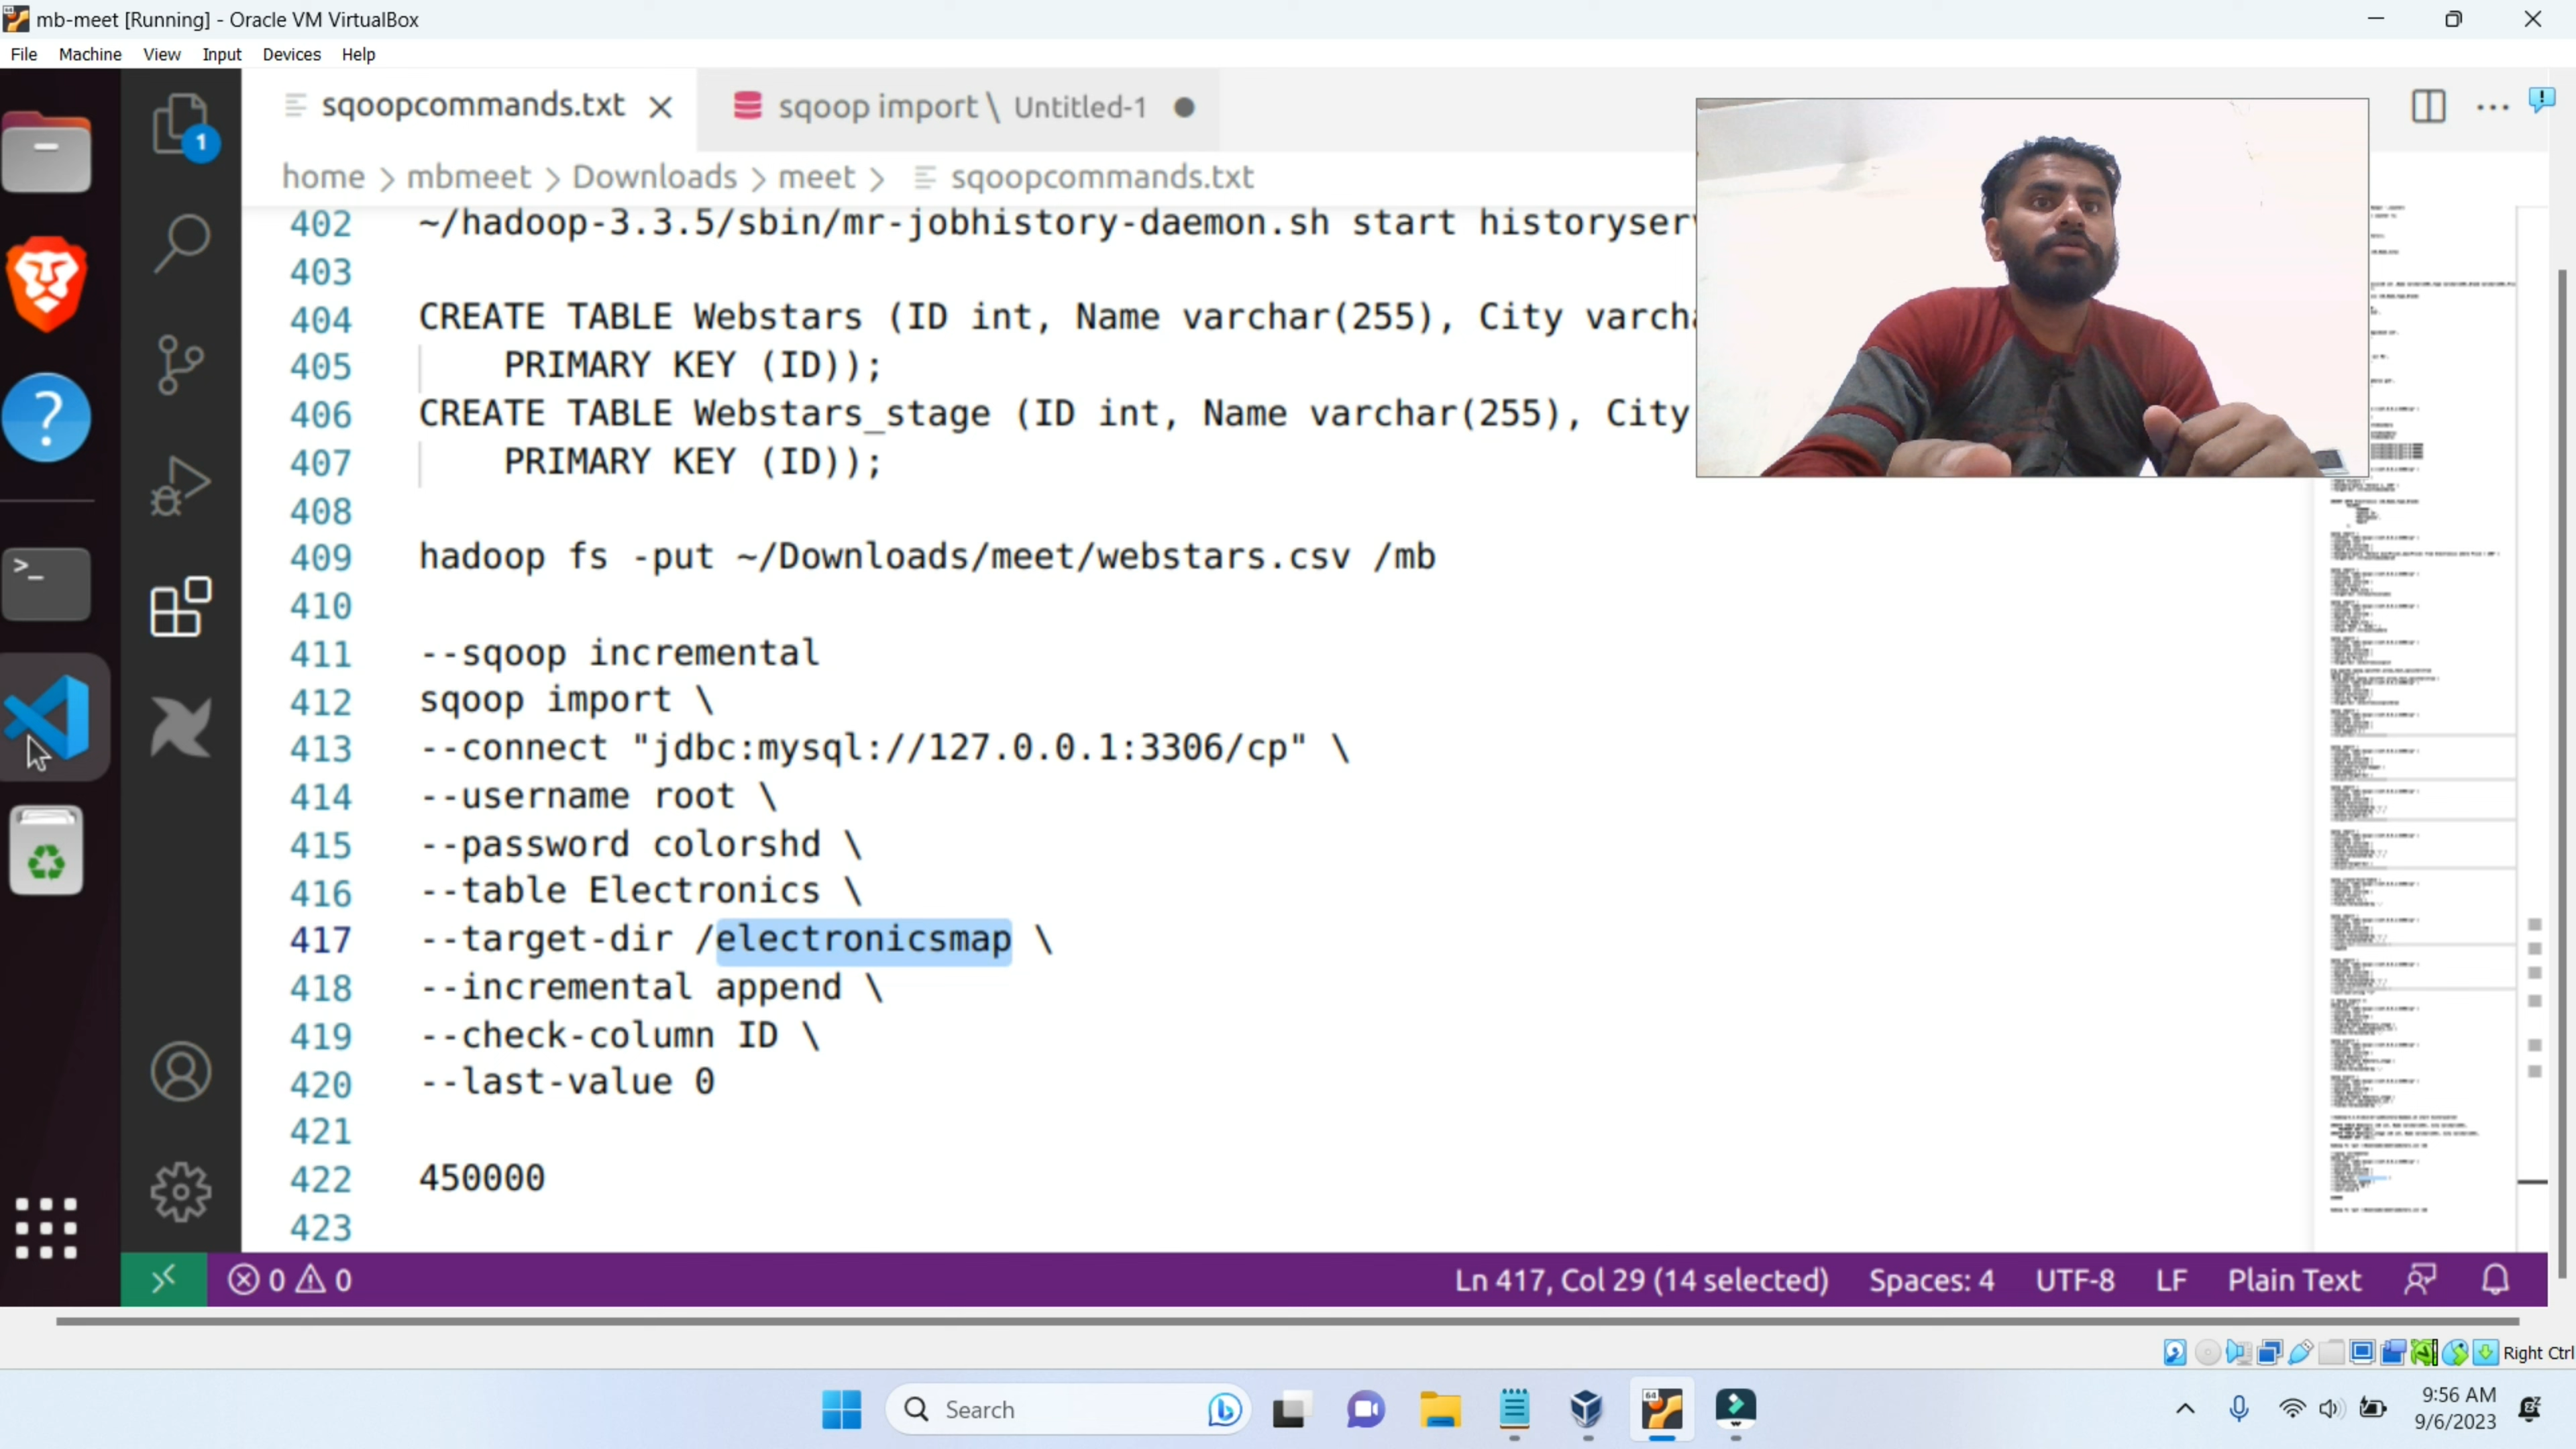 mb-meet [Running] - Oracle VM VirtualBox
File Machine View Input Devices Help
sqoopcommands.txt
sqoop import \ Untitled-1
1
home > mbmeet > Downloads > meet > sqoopcommands.txt
402 ~/hadoop-3.3.5/sbin/mr-jobhistory-daemon.sh start historyser
403
404 CREATE TABLE Webstars (ID int, Name varchar(255), City varch
405 PRIMARY KEY (ID));
406 CREATE TABLE Webstars_stage (ID int, Name varchar(255), City
407 PRIMARY KEY (ID));
408
409 hadoop fs -put ~/Downloads/meet/webstars.csv /mb
410
411 --sqoop incremental
412 sqoop import \
413 --connect "jdbc:mysql://127.0.0.1:3306/cp" \
414 --username root \
415 --password colorshd \
416 --table Electronics \
417 --target-dir /electronicsmap \
418 --incremental append \
419 --check-column ID \
420 --last-value 0
421
422 450000
423
0 0
Ln 417, Col 29 (14 selected) Spaces: 4 UTF-8 LF Plain Text
Right Ctrl
Search
64
9:56 AM
9/6/2023